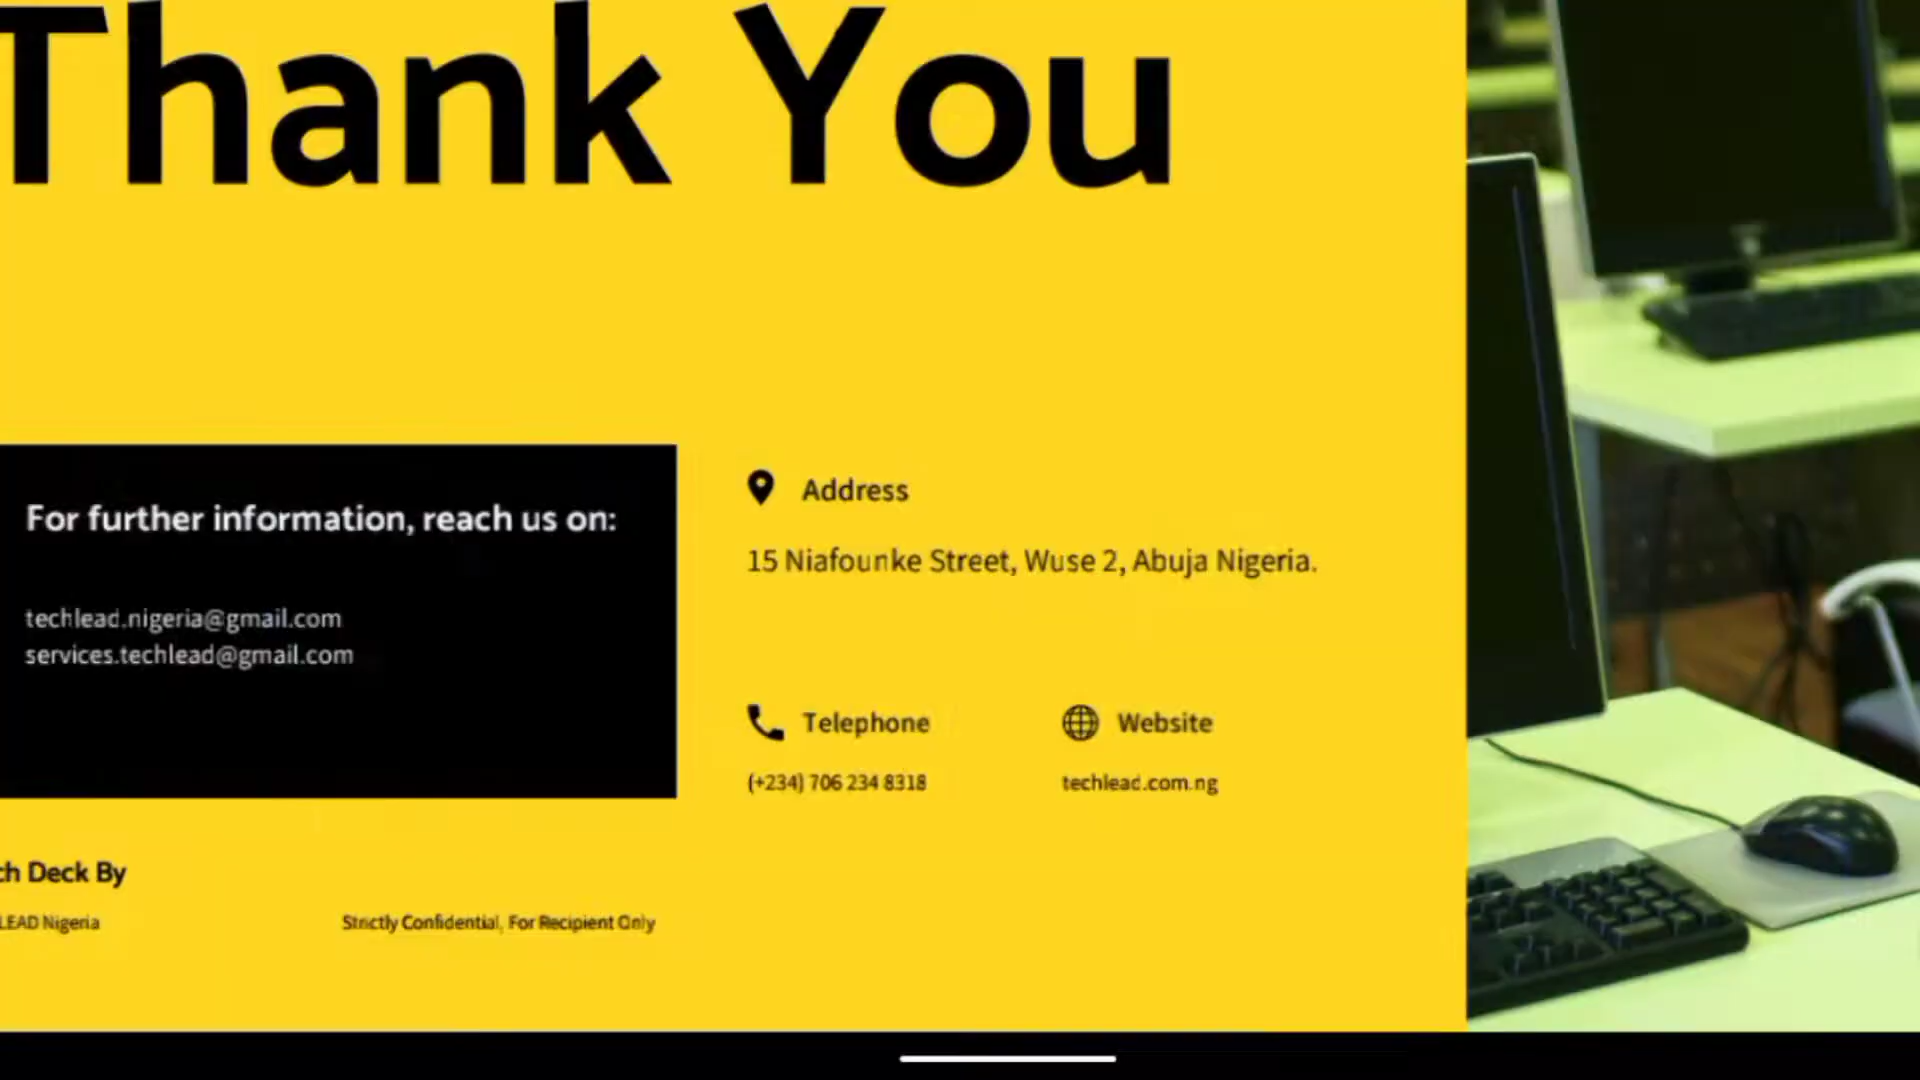 Thank You
For further information, reach us on:
techlead.nigeria@gmail.com
services.techlead@gmail.com
Address
15 Niafounke Street, Wuse 2, Abuja Nigeria.
Telephone
(+234) 706 234 8318
Website
techlead.com.ng
ch Deck By
LEAD Nigeria
Strictly Confidential, For Recipient Only